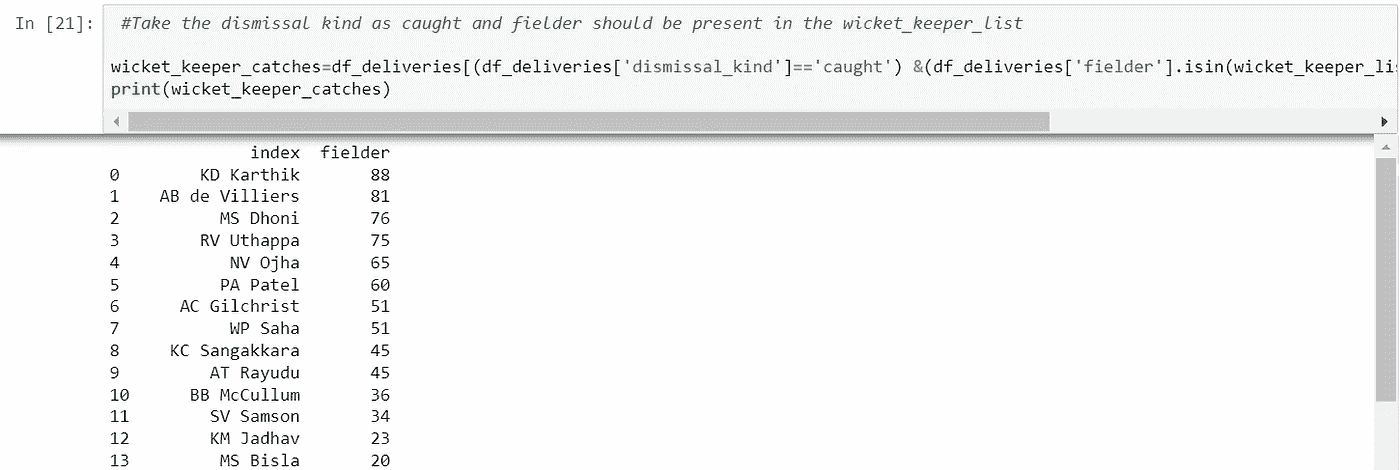 In [21]: #Take the dismissal kind as caught and fielder should be present in the wicket_keeper_list
wicket_keeper_catches=df_deliveries[(df_deliveries['dismissal_kind']=='caught') &(df_deliveries['fielder'].isin(wicket_keeper_lis
print(wicket_keeper_catches)
index fielder
0 KD Karthik 88
1 AB de Villiers 81
2 MS Dhoni 76
3 RV Uthappa 75
4 NV Ojha 65
5 PA Patel 60
6 AC Gilchrist 51
7 WP Saha 51
8 KC Sangakkara 45
9 AT Rayudu 45
10 BB McCullum 36
11 SV Samson 34
12 KM Jadhav 23
13 MS Bisla 20